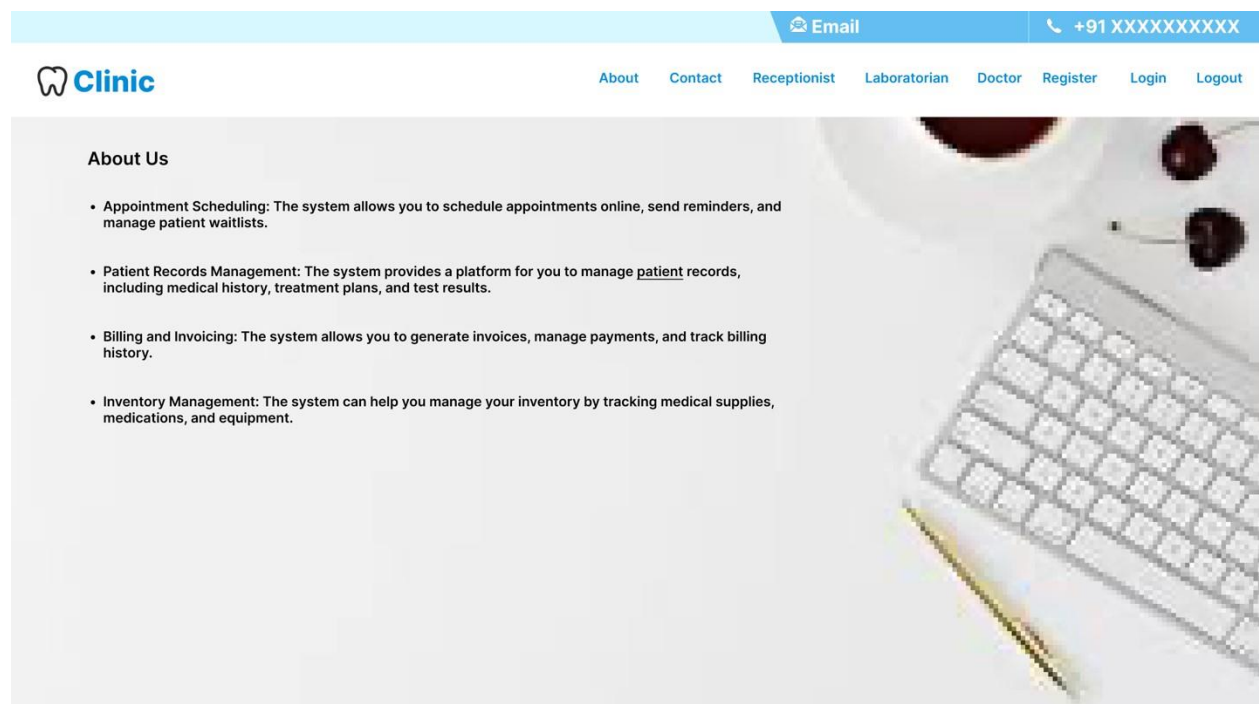 Email
+91 XXXXXXXXXX
Clinic
About Contact Receptionist Laboratorian Doctor Register Login Logout
About Us
• Appointment Scheduling: The system allows you to schedule appointments online, send reminders, and
manage patient waitlists.
• Patient Records Management: The system provides a platform for you to manage patient records,
including medical history, treatment plans, and test results.
• Billing and Invoicing: The system allows you to generate invoices, manage payments, and track billing
history.
• Inventory Management: The system can help you manage your inventory by tracking medical supplies,
medications, and equipment.